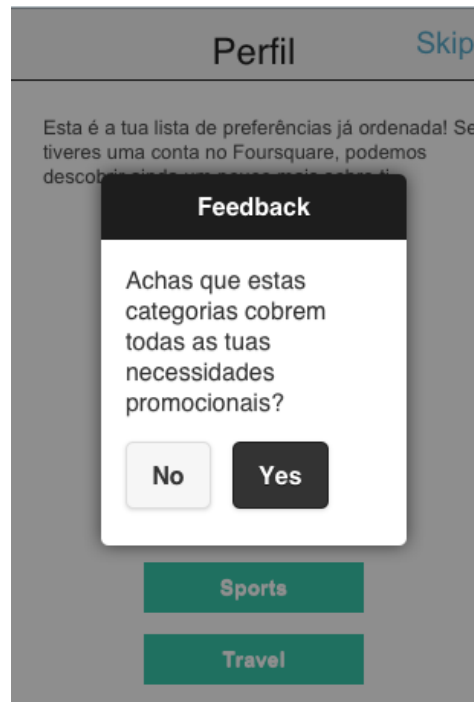 Perfil
Skip
Esta é a tua lista de preferências já ordenada! Se
tiveres uma conta no Foursquare, podemos
Feedback
Achas que estas
categorias cobrem
todas as tuas
necessidades
promocionais?
No
Yes
Sports
Travel